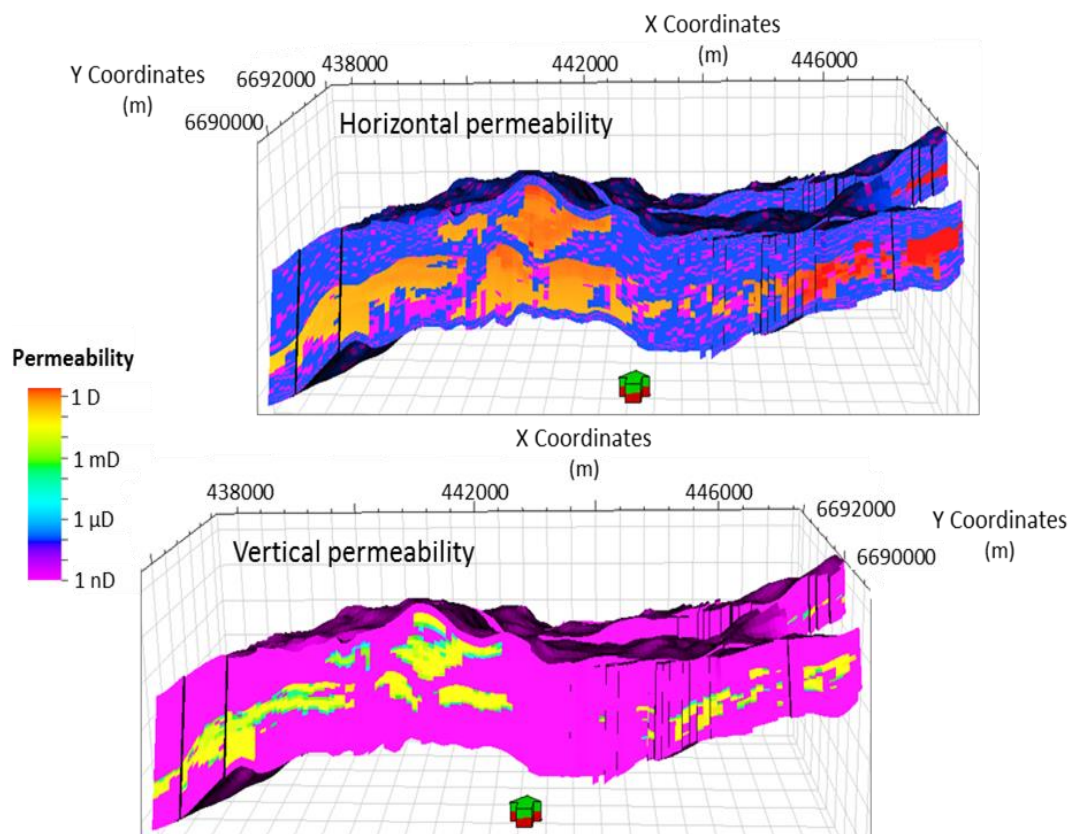 X Coordinates
(m)
Y Coordinates
(m)
6692000
438000
442000
446000
6690000
Horizontal permeability
Permeability
1 D
1 mD
1 µD
1 nD
X Coordinates
(m)
438000
442000
446000
6692000
Y Coordinates
(m)
6690000
Vertical permeability